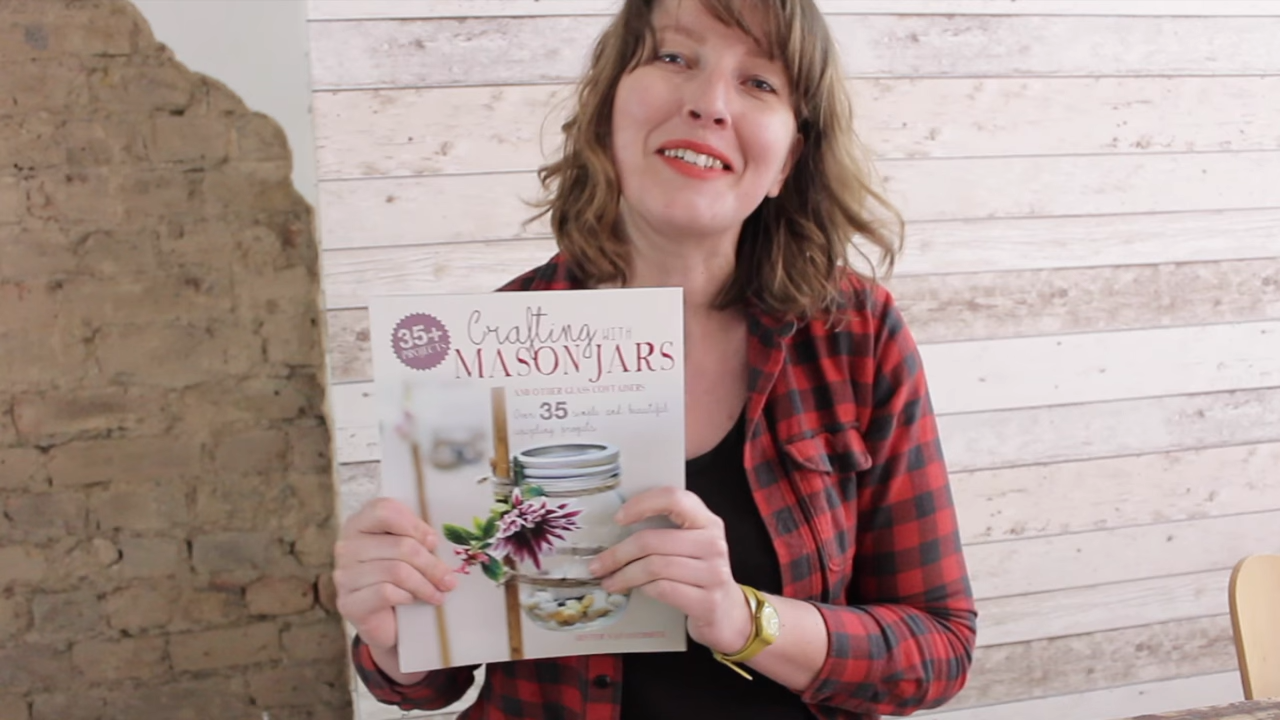 35+
PROJECTS
Crafting WITH
MASON JARS
AND OTHER GLASS CONTAINERS
Over 35 simple and beautiful
upcycling projects